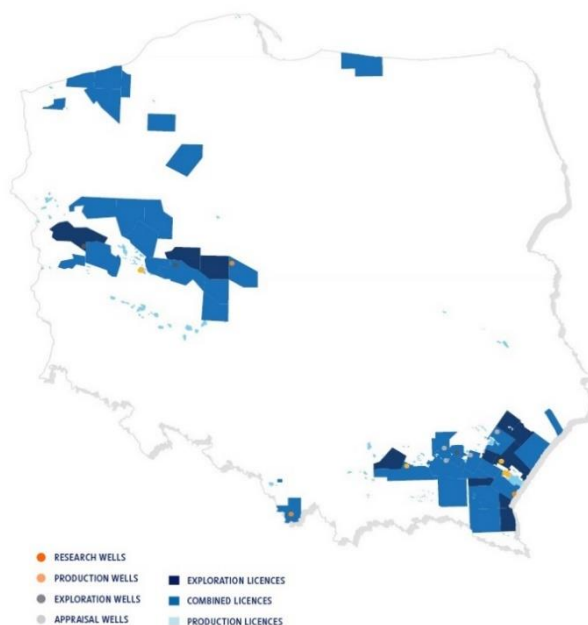 RESEARCH WELLS
PRODUCTION WELLS
EXPLORATION WELLS
APPRAISAL WELLS
EXPLORATION LICENCES
COMBINED LICENCES
PRODUCTION LICENCES